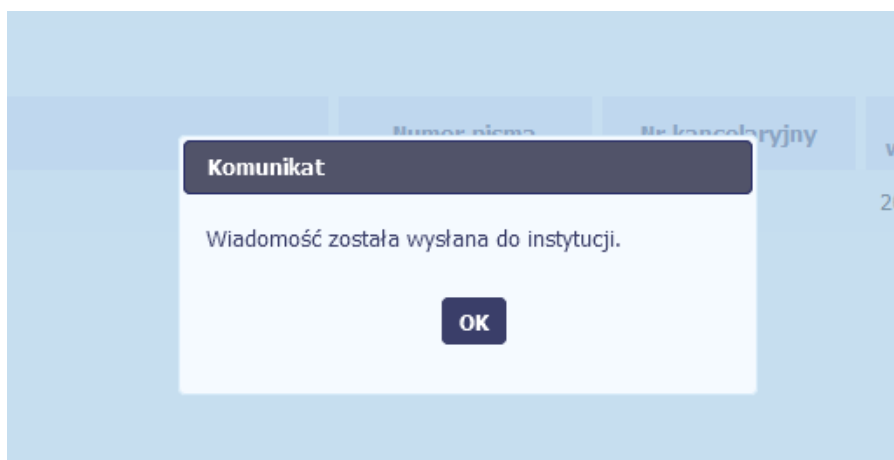 Numer pisma
Nr kancelaryjny
Komunikat
Wiadomość została wysłana do instytucji.
OK